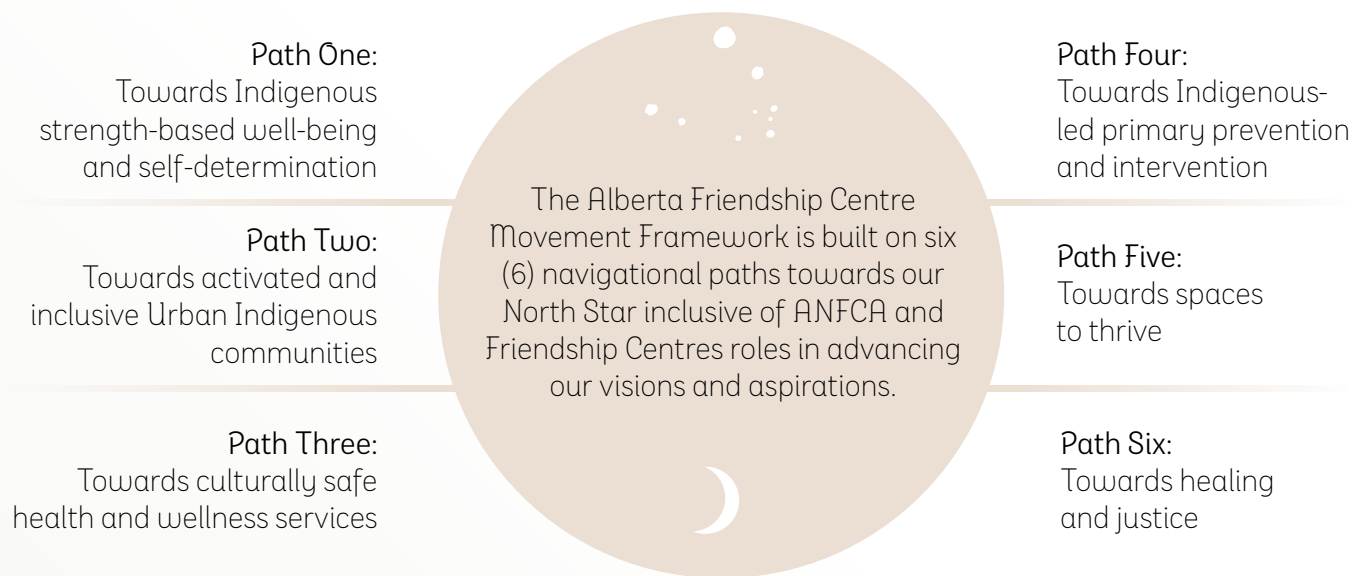 Path One:
Towards Indigenous
strength-based well-being
and self-determination
Path Two:
Towards activated and
inclusive Urban Indigenous
communities
Path Three:
Towards culturally safe
health and wellness services
The Alberta Friendship Centre
Movement Framework is built on six
(6) navigational paths towards our
North Star inclusive of ANFCA and
Friendship Centres roles in advancing
our visions and aspirations.
Path Four:
Towards Indigenous-
led primary prevention
and intervention
Path Five:
Towards spaces
to thrive
Path Six:
Towards healing
and justice